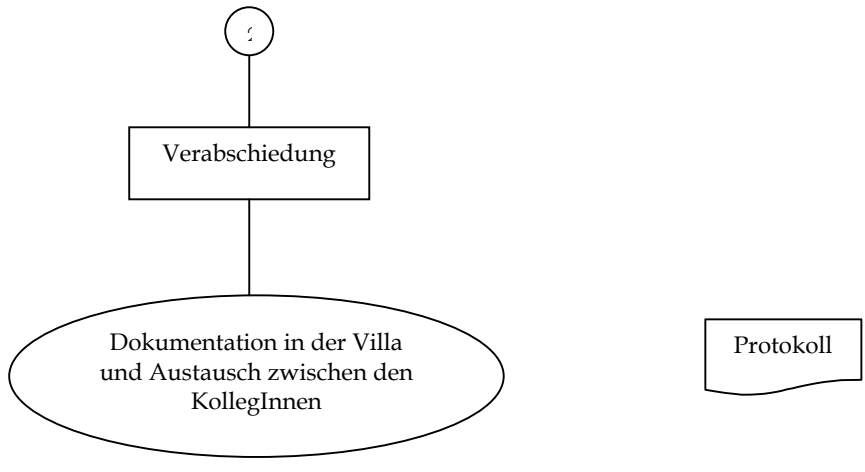 Verabschiedung
Dokumentation in der Villa
und Austausch zwischen den
KollegInnen
Protokoll